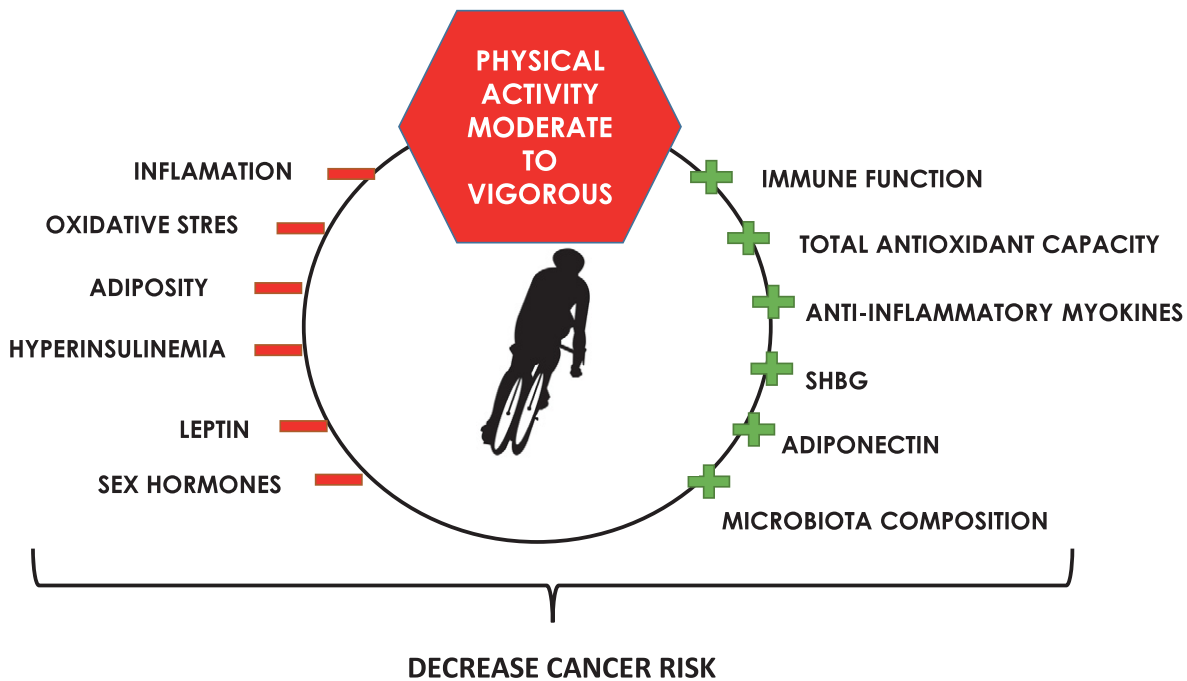 PHYSICAL
ACTIVITY
MODERATE
TO
VIGOROUS
INFLAMATION
OXIDATIVE STRES
ADIPOSITY
HYPERINSULINEMIA
LEPTIN
SEX HORMONES
IMMUNE FUNCTION
TOTAL ANTIOXIDANT CAPACITY
ANTI-INFLAMMATORY MYOKINES
SHBG
ADIPONECTIN
MICROBIOTA COMPOSITION
DECREASE CANCER RISK